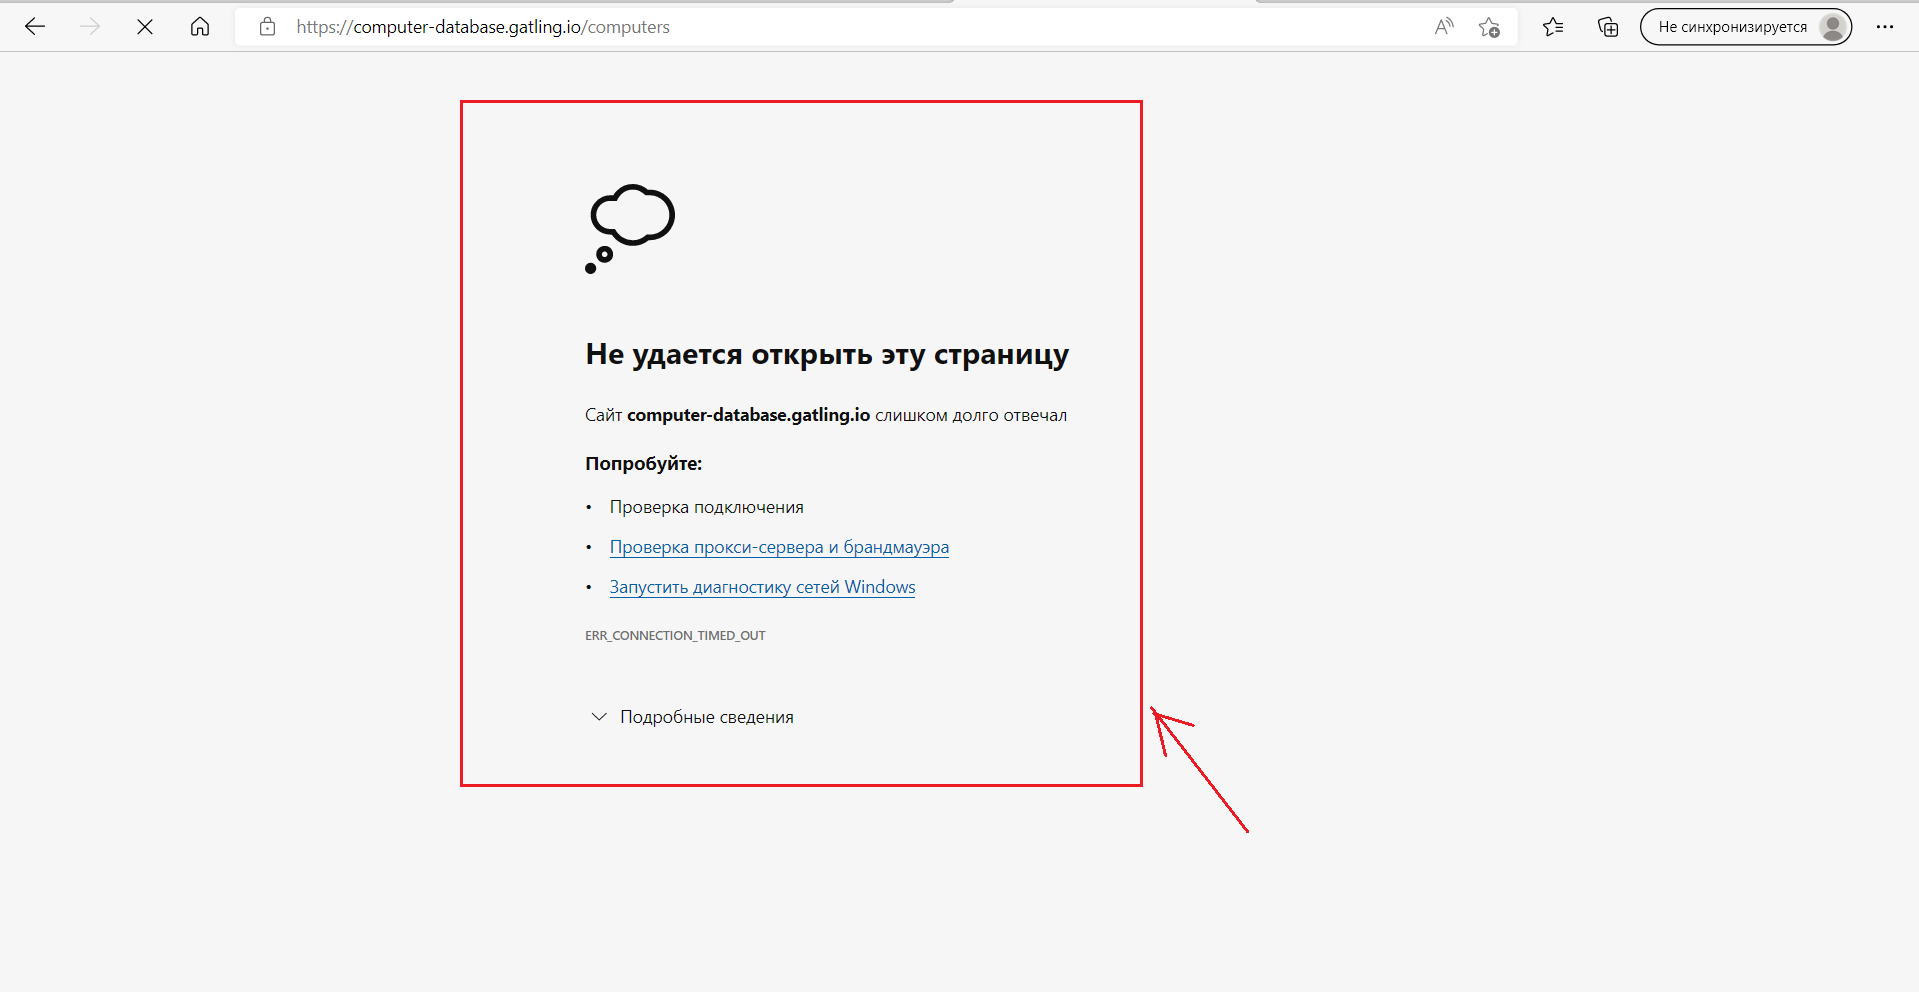 https://computer-database.gatling.io/computers
Не синхронизируется
Не удается открыть эту страницу
Сайт computer-database.gatling.io слишком долго отвечал
Попробуйте:
• Проверка подключения
• Проверка прокси-сервера и брандмауэра
• Запустить диагностику сетей Windows
ERR_CONNECTION_TIMED_OUT
Подробные сведения